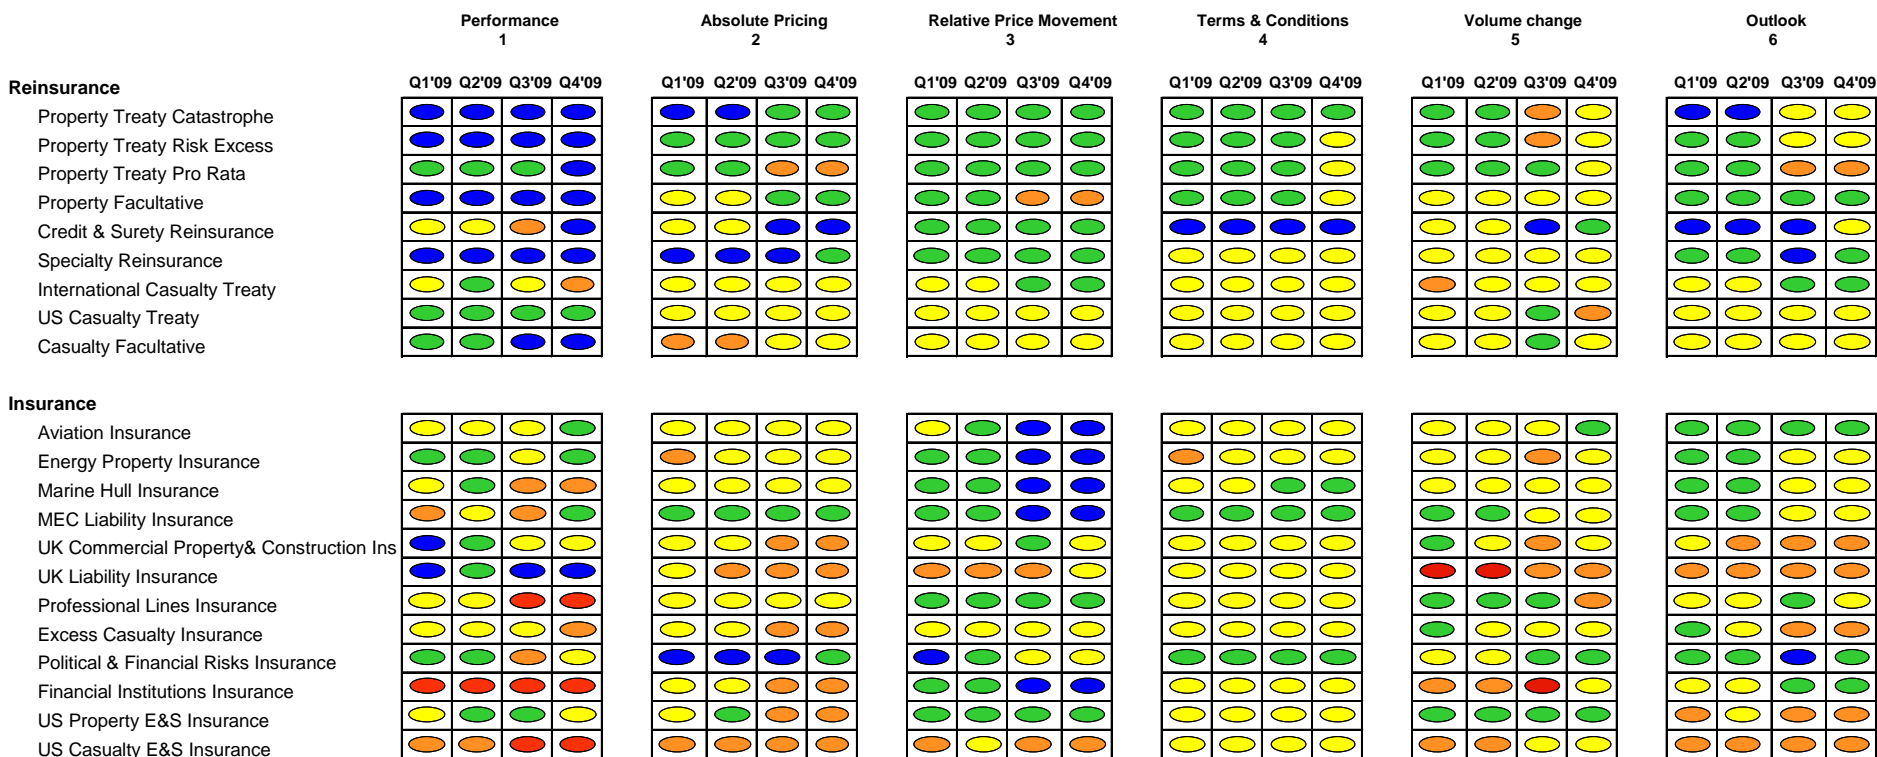 Performance Absolute Pricing Relative Price Movement Terms & Conditions Volume change Outlook
1 2 3 4 5 6
Reinsurance Q1'09 Q2'09 Q3'09 Q4'09 Q1'09 Q2'09 Q3'09 Q4'09 Q1'09 Q2'09 Q3'09 Q4'09 Q1'09 Q2'09 Q3'09 Q4'09 Q1'09 Q2'09 Q3'09 Q4'09 Q1'09 Q2'09 Q3'09 Q4'09
Property Treaty Catastrophe
Property Treaty Risk Excess
Property Treaty Pro Rata
Property Facultative
Credit & Surety Reinsurance
Specialty Reinsurance
International Casualty Treaty
US Casualty Treaty
Casualty Facultative
Insurance
Aviation Insurance
Energy Property Insurance
Marine Hull Insurance
MEC Liability Insurance
UK Commercial Property& Construction Ins
UK Liability Insurance
Professional Lines Insurance
Excess Casualty Insurance
Political & Financial Risks Insurance
Financial Institutions Insurance
US Property E&S Insurance
US Casualty E&S Insurance